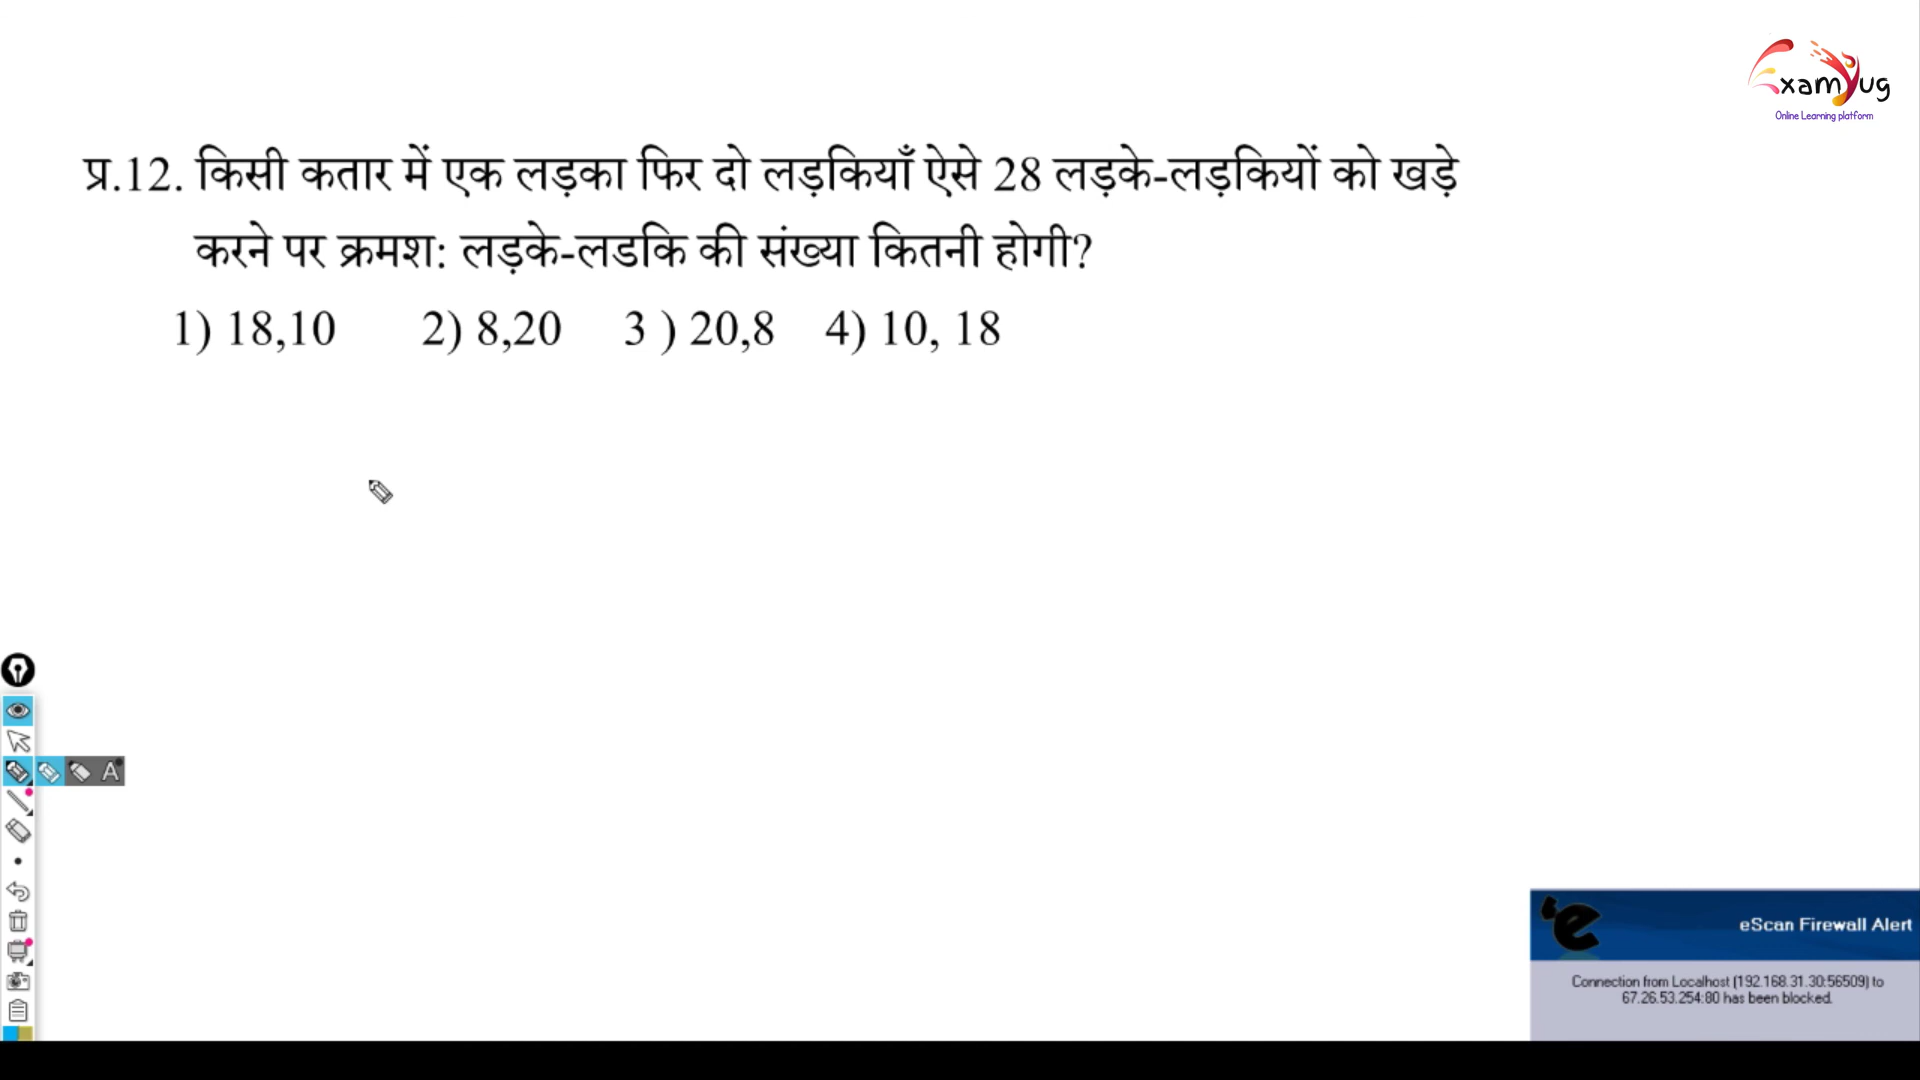 xamYug
Online Learning platform
प्र.12. किसी कतार में एक लड़का फिर दो लड़कियाँ ऐसे 28 लड़के-लड़कियों को खड़े
करने पर क्रमश: लड़के-लडकि की संख्या कितनी होगी?
1) 18,10 2) 8,20 3 ) 20,8 4) 10, 18
A
eScan Firewall Alert
Connection from Localhost (192.168.31.30:56509) to
67.26.53.254:80 has been blocked.